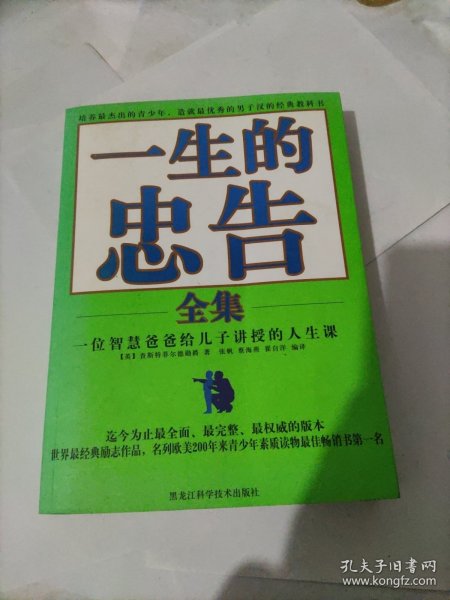 培养最杰出的青少年，造就最优秀的男子汉的经典教科书
一生的
忠告
全集
一位智慧爸爸给儿子讲授的人生课
【英】查斯特菲尔德勋爵 著 张帆 蔡海燕 瞿向洋 编译
迄今为止最全面、最完整、最权威的版本
世界最经典励志作品，名列欧美200年来青少年素质读物最佳畅销书第一名
黑龙江科学技术出版社
孔夫子旧书网
www.kongfz.com